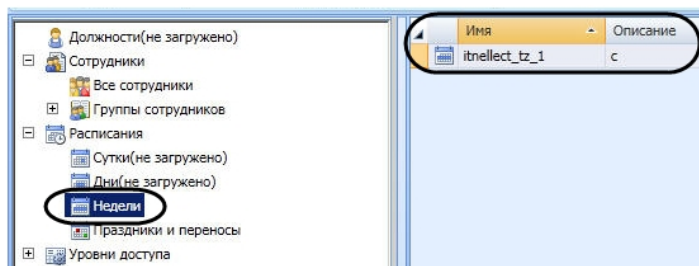 Должности(не загружено)
Сотрудники
Все сотрудники
Группы сотрудников
Расписания
Сутки(не загружено)
Дни(не загружено)
Недели
Праздники и переносы
Уровни доступа
Имя Описание
itnellect_tz_1 с